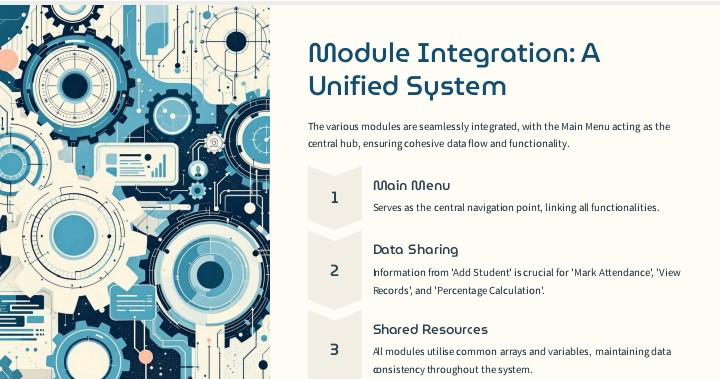 Module Integration: A
Unified System
The various modules are seamlessly integrated, with the Main Menu acting as the
central hub, ensuring cohesive data flow and functionality.
1
Main Menu
Serves as the central navigation point, linking all functionalities.
2
Data Sharing
Information from 'Add Student' is crucial for 'Mark Attendance', 'View
Records', and 'Percentage Calculation'.
3
Shared Resources
All modules utilise common arrays and variables, maintaining data
consistency throughout the system.